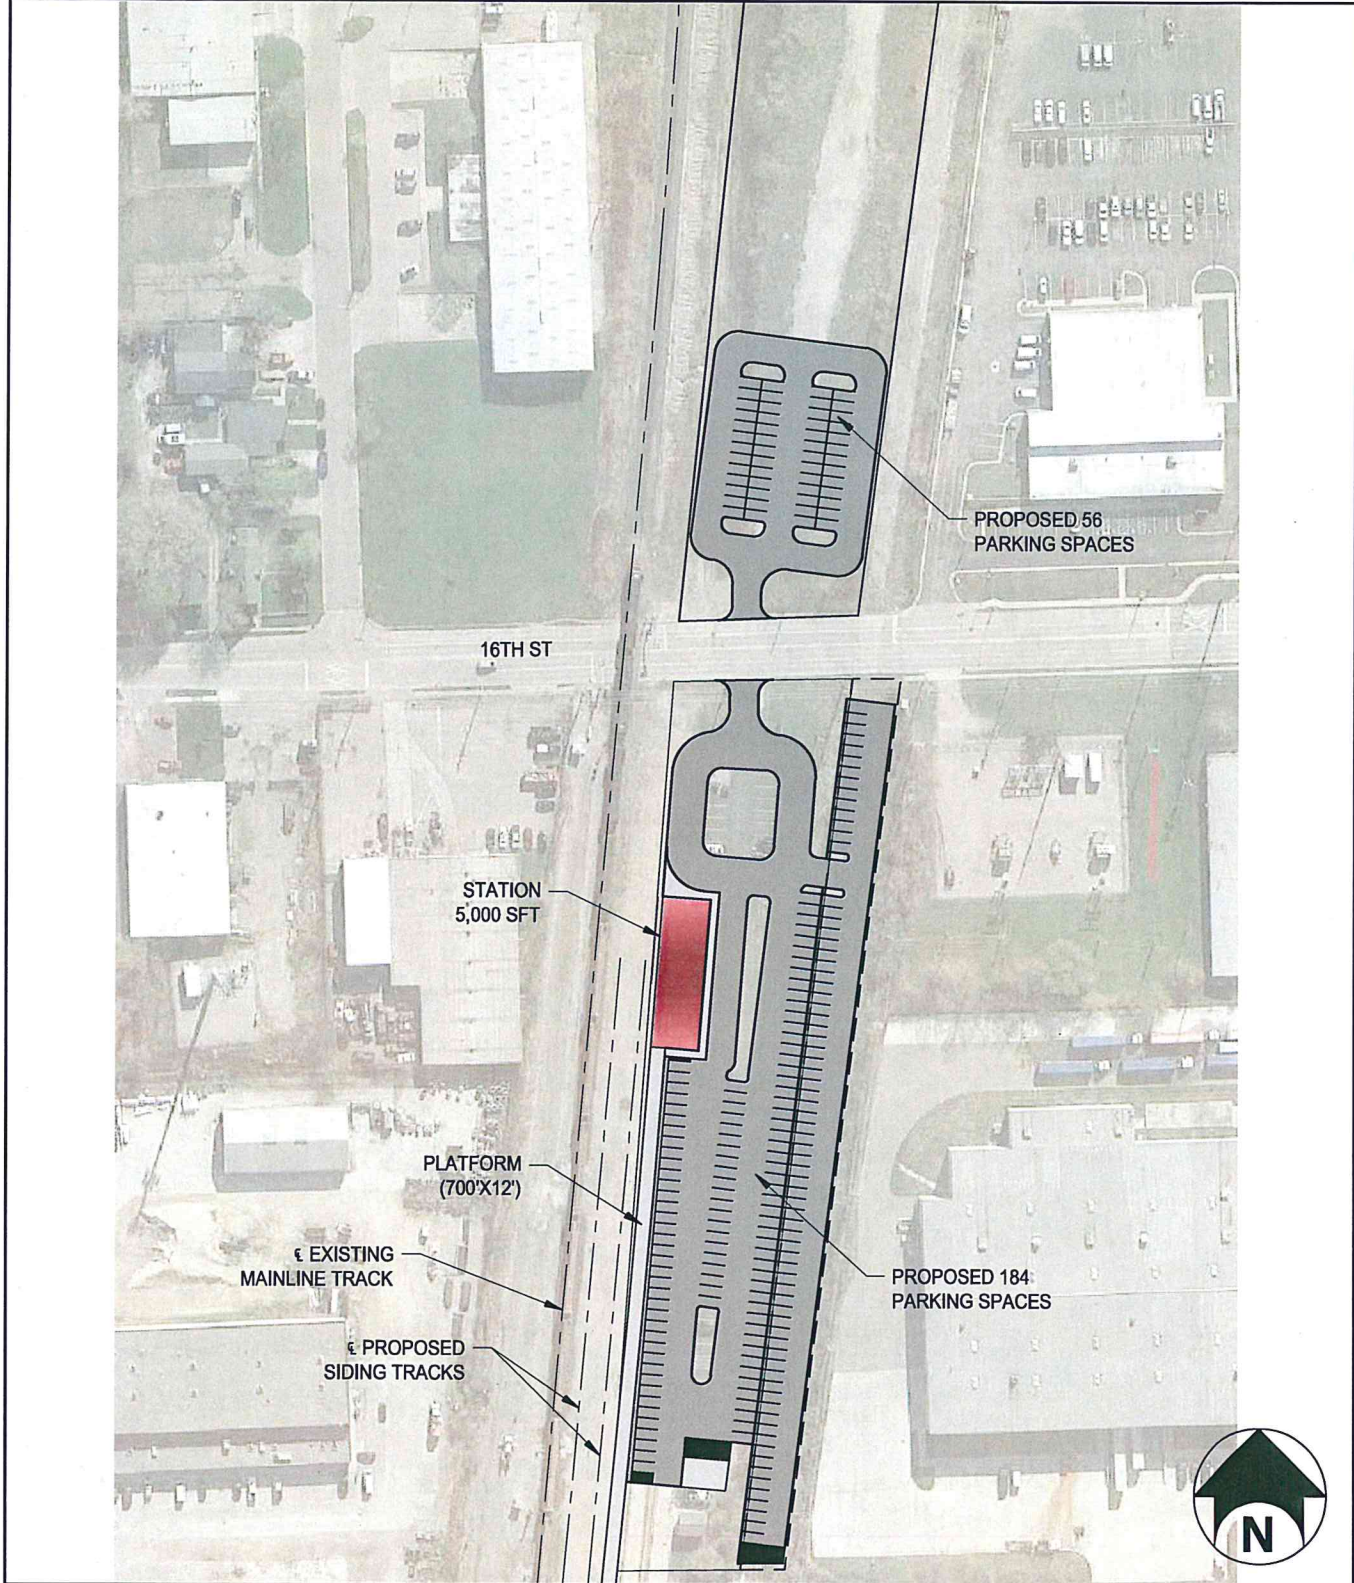 PROPOSED 56
PARKING SPACES
16TH ST
STATION
5,000 SFT
PLATFORM
(700'X12')
℄ EXISTING
MAINLINE TRACK
PROPOSED 184
PARKING SPACES
℄ PROPOSED
SIDING TRACKS
N